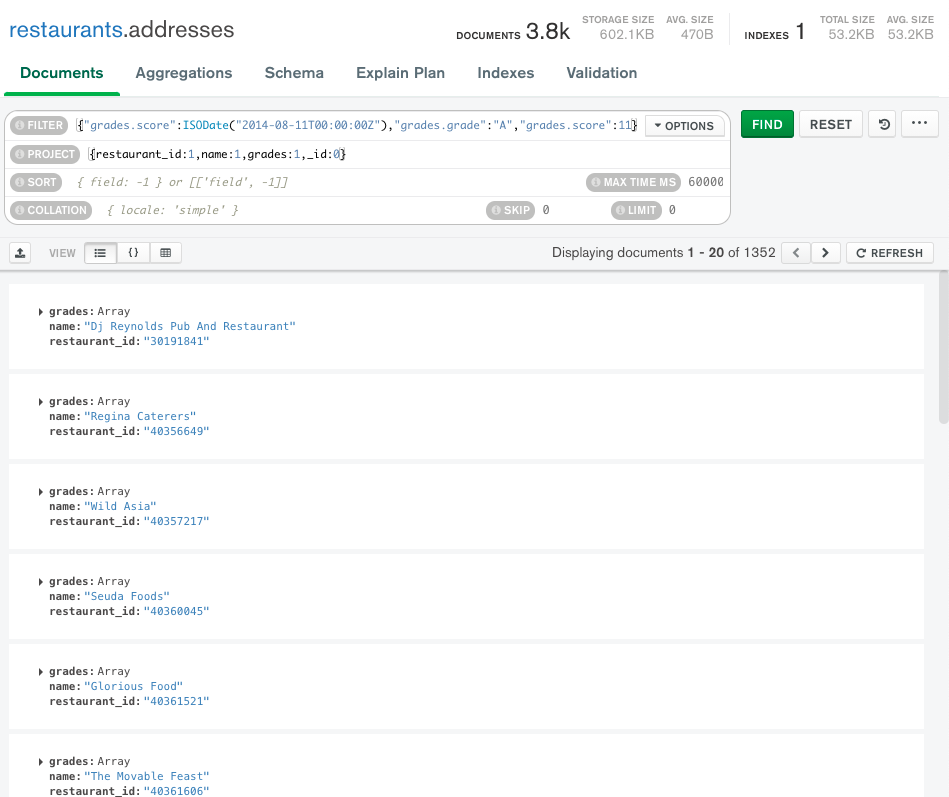 restaurants.addresses
DOCUMENTS 3.8k STORAGE SIZE 602.1KB AVG. SIZE 470B INDEXES 1 TOTAL SIZE 53.2KB AVG. SIZE 53.2KB
Documents Aggregations Schema Explain Plan Indexes Validation
FILTER {"grades.score":ISODate("2014-08-11T00:00:00Z"),"grades.grade":"A","grades.score":11} OPTIONS FIND RESET ...
PROJECT {restaurant_id:1,name:1,grades:1,_id:0}
SORT { field: -1 } or [['field', -1]] MAX TIME MS 60000
COLLATION { locale: 'simple' } SKIP 0 LIMIT 0
VIEW {} Displaying documents 1 - 20 of 1352 < > REFRESH
grades: Array
name: "Dj Reynolds Pub And Restaurant"
restaurant_id: "30191841"
grades: Array
name: "Regina Caterers"
restaurant_id: "40356649"
grades: Array
name: "Wild Asia"
restaurant_id: "40357217"
grades: Array
name: "Seuda Foods"
restaurant_id: "40360045"
grades: Array
name: "Glorious Food"
restaurant_id: "40361521"
grades: Array
name: "The Movable Feast"
restaurant_id: "40361606"